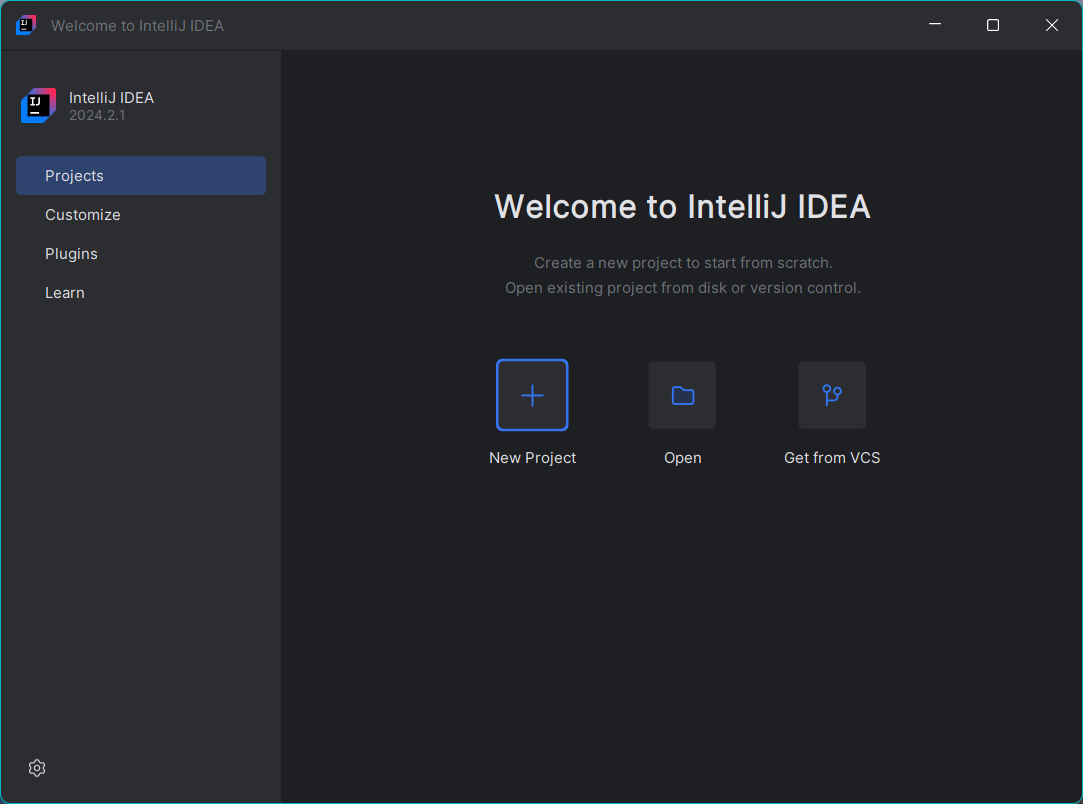 Welcome to IntelliJ IDEA
IJ
IntelliJ IDEA
2024.2.1
Projects
Customize
Plugins
Learn
Welcome to IntelliJ IDEA
Create a new project to start from scratch.
Open existing project from disk or version control.
New Project
Open
Get from VCS